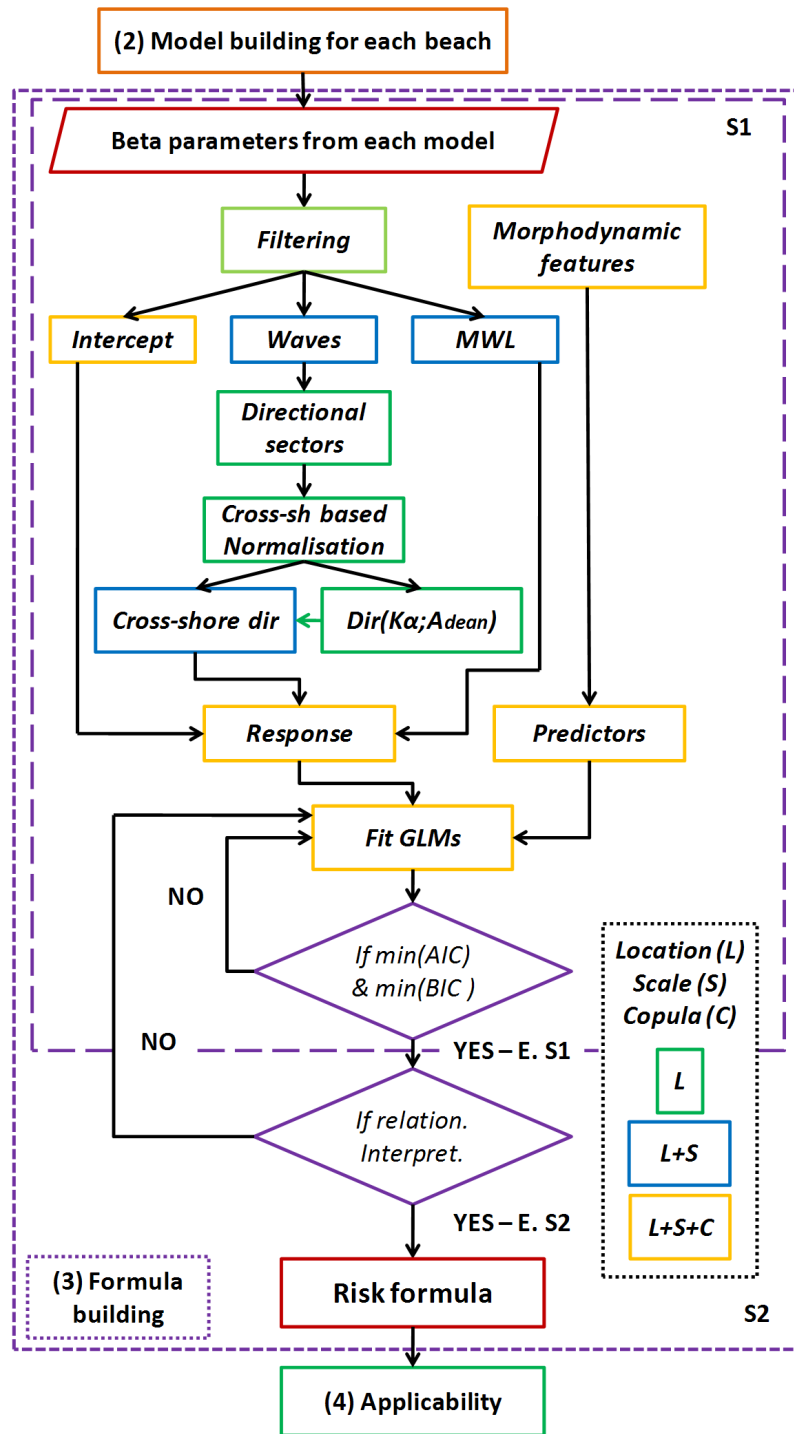 (2) Model building for each beach
S1
Beta parameters from each model
Filtering
Morphodynamic
features
Intercept
Waves
MWL
Directional
sectors
Cross-sh based
Normalisation
Cross-shore dir
Dir(Kα;Adean)
Response
Predictors
Fit GLMs
NO
If min(AIC)
& min(BIC )
NO
YES – E. S1
If relation.
Interpret.
YES – E. S2
Location (L)
Scale (S)
Copula (C)
L
L+S
L+S+C
(3) Formula
building
Risk formula
S2
(4) Applicability